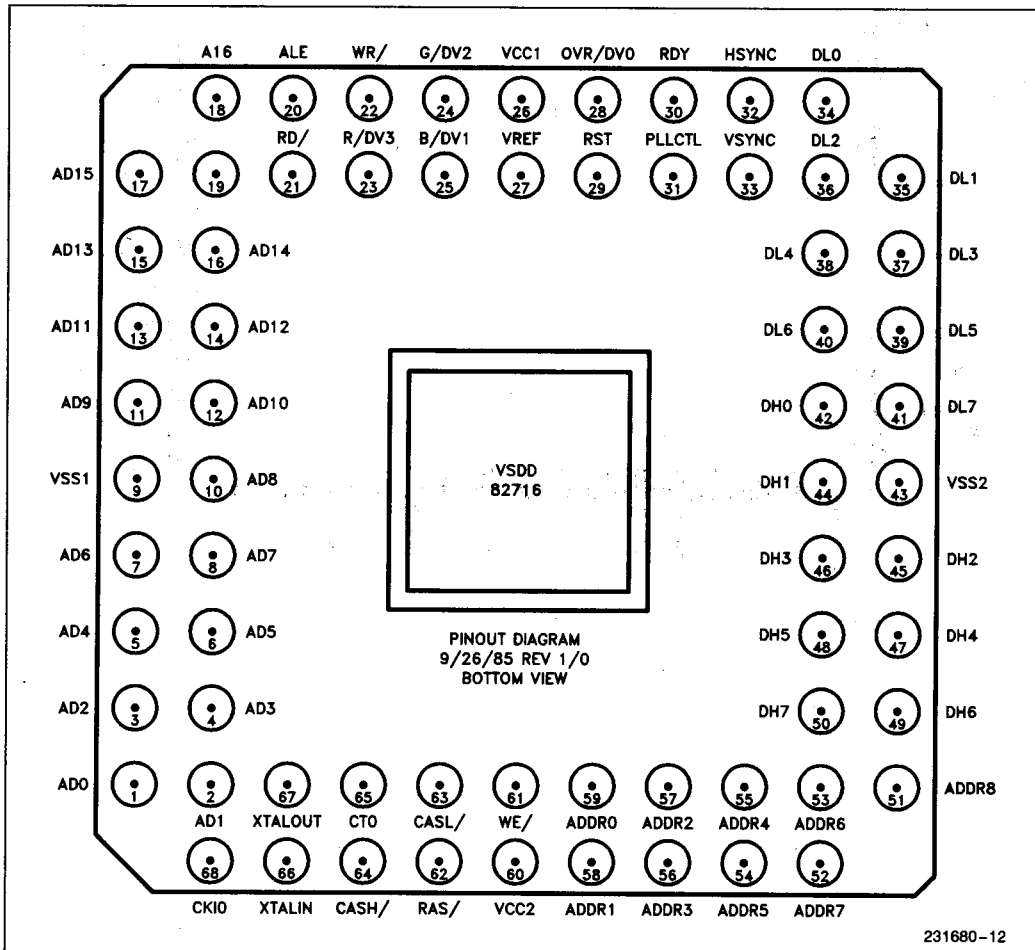 A16 ALE WR/ G/DV2 VCC1 OVR/DV0 RDY HSYNC DL0
18 20 22 24 26 28 30 32 34
RD/ R/DV3 B/DV1 VREF RST PLLCTL VSYNC DL2
AD15 17 19 21 23 25 27 29 31 33 36 35 DL1
AD13 15 16 AD14 DL4 38 37 DL3
AD11 13 14 AD12 DL6 40 39 DL5
AD9 11 12 AD10 DH0 42 41 DL7
VSS1 9 10 AD8 DH1 44 43 VSS2
VSDD
82716
AD6 7 8 AD7 DH3 46 45 DH2
AD4 5 6 AD5 DH5 48 47 DH4
PINOUT DIAGRAM
9/26/85 REV 1/0
BOTTOM VIEW
AD2 3 4 AD3 DH7 50 49 DH6
AD0 1 2 67 65 63 61 59 57 55 53 51 ADDR8
AD1 XTALOUT CT0 CASL/ WE/ ADDR0 ADDR2 ADDR4 ADDR6
68 66 64 62 60 58 56 54 52
CKI0 XTALIN CASH/ RAS/ VCC2 ADDR1 ADDR3 ADDR5 ADDR7
231680-12